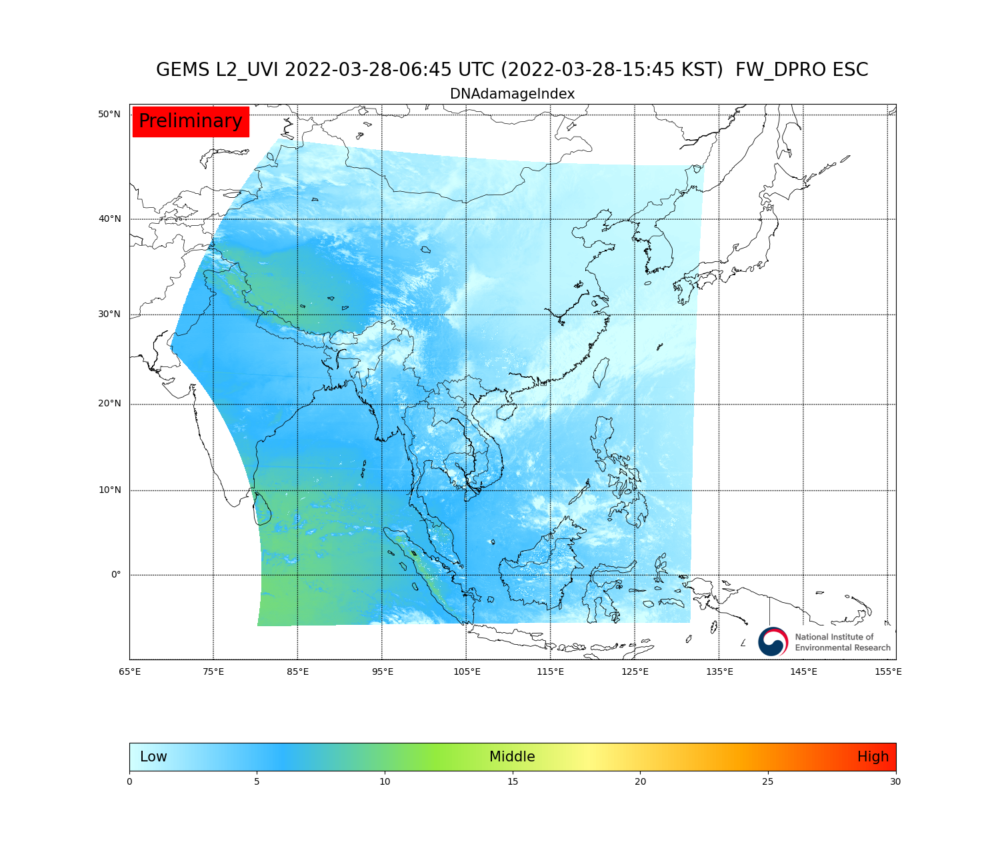 GEMS L2_UVI 2022-03-28-06:45 UTC (2022-03-28-15:45 KST)  FW_DPRO ESC
DNAdamageIndex
Preliminary
50°N
40°N
30°N
20°N
10°N
0°
National Institute of
Environmental Research
65°E 75°E 85°E 95°E 105°E 115°E 125°E 135°E 145°E 155°E
Low Middle High
0 5 10 15 20 25 30